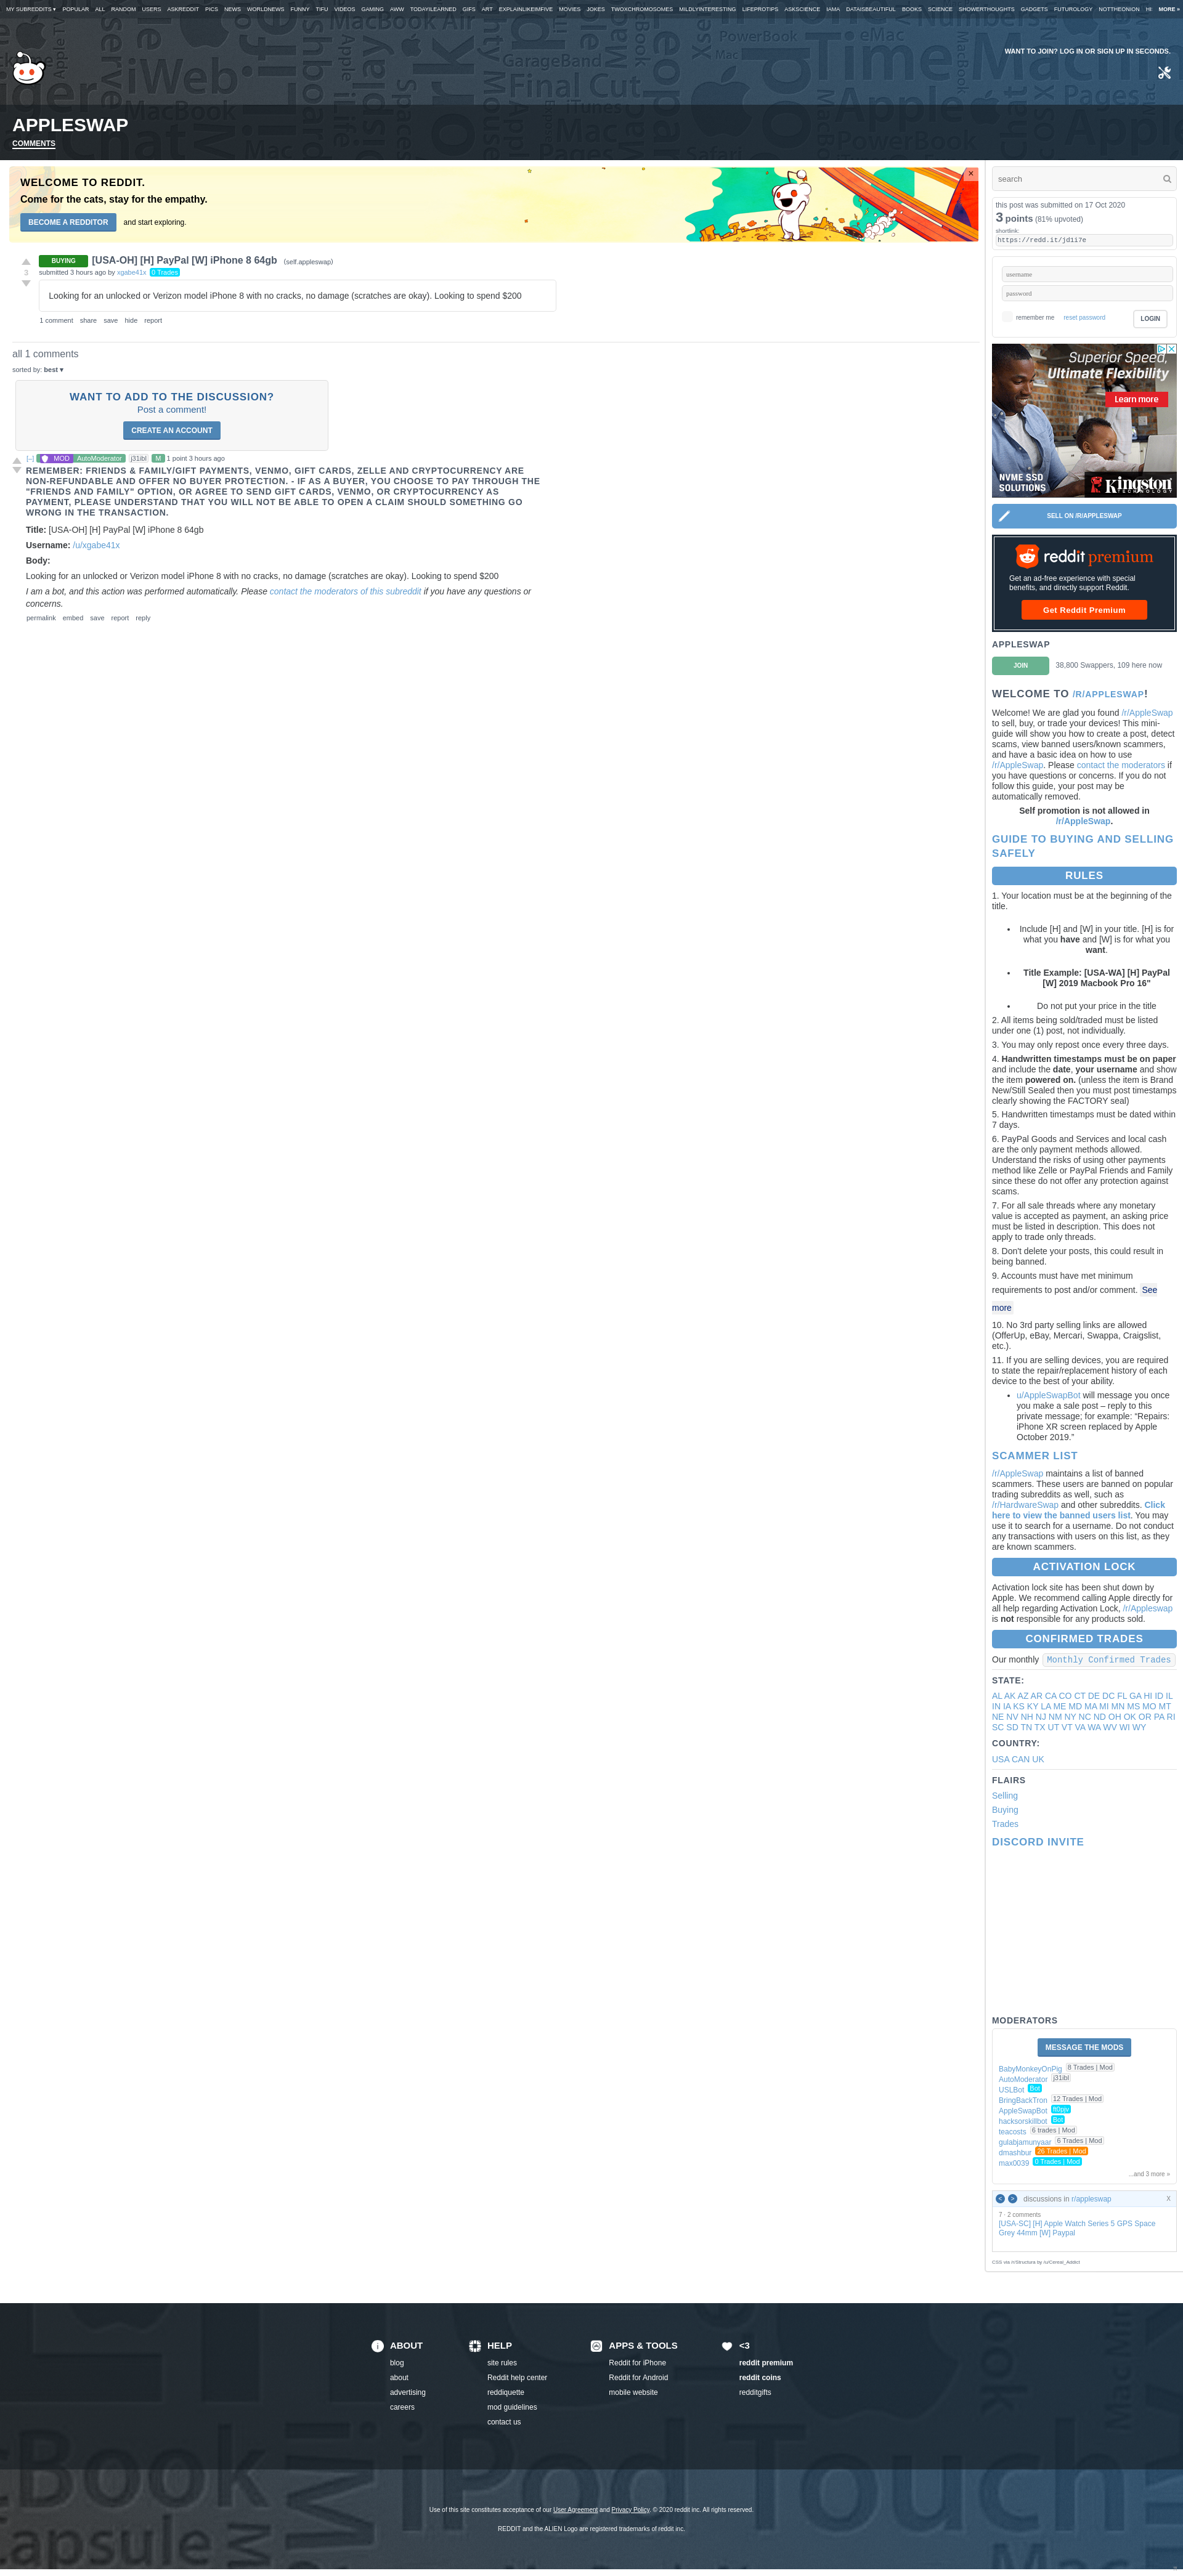 MY SUBREDDITS ▾ POPULAR ALL RANDOM USERS ASKREDDIT PICS NEWS WORLDNEWS FUNNY TIFU VIDEOS GAMING AWW TODAYILEARNED GIFS ART EXPLAINLIKEIMFIVE MOVIES JOKES TWOXCHROMOSOMES MILDLYINTERESTING LIFEPROTIPS ASKSCIENCE IAMA DATAISBEAUTIFUL BOOKS SCIENCE SHOWERTHOUGHTS GADGETS FUTUROLOGY NOTTHEONION HI MORE »
WANT TO JOIN? LOG IN OR SIGN UP IN SECONDS.
APPLESWAP
COMMENTS
WELCOME TO REDDIT.
Come for the cats, stay for the empathy.
BECOME A REDDITOR and start exploring.
×
3
BUYING [USA-OH] [H] PayPal [W] iPhone 8 64gb (self.appleswap)
submitted 3 hours ago by xgabe41x 0 Trades
Looking for an unlocked or Verizon model iPhone 8 with no cracks, no damage (scratches are okay). Looking to spend $200
1 comment share save hide report
all 1 comments
sorted by: best ▾
WANT TO ADD TO THE DISCUSSION?
Post a comment!
CREATE AN ACCOUNT
[–] MOD AutoModerator j31ibl M 1 point 3 hours ago
REMEMBER: FRIENDS & FAMILY/GIFT PAYMENTS, VENMO, GIFT CARDS, ZELLE AND CRYPTOCURRENCY ARE
NON-REFUNDABLE AND OFFER NO BUYER PROTECTION. - IF AS A BUYER, YOU CHOOSE TO PAY THROUGH THE
"FRIENDS AND FAMILY" OPTION, OR AGREE TO SEND GIFT CARDS, VENMO, OR CRYPTOCURRENCY AS
PAYMENT, PLEASE UNDERSTAND THAT YOU WILL NOT BE ABLE TO OPEN A CLAIM SHOULD SOMETHING GO
WRONG IN THE TRANSACTION.
Title: [USA-OH] [H] PayPal [W] iPhone 8 64gb
Username: /u/xgabe41x
Body:
Looking for an unlocked or Verizon model iPhone 8 with no cracks, no damage (scratches are okay). Looking to spend $200
I am a bot, and this action was performed automatically. Please contact the moderators of this subreddit if you have any questions or
concerns.
permalink embed save report reply
search
this post was submitted on 17 Oct 2020
3 points (81% upvoted)
shortlink:
https://redd.it/jd1i7e
username
password
remember me reset password LOGIN
Superior Speed,
Ultimate Flexibility
Learn more
NVME SSD
SOLUTIONS
Kingston
TECHNOLOGY
SELL ON /R/APPLESWAP
reddit premium
Get an ad-free experience with special
benefits, and directly support Reddit.
Get Reddit Premium
APPLESWAP
JOIN 38,800 Swappers, 109 here now
WELCOME TO /R/APPLESWAP!
Welcome! We are glad you found /r/AppleSwap
to sell, buy, or trade your devices! This mini-
guide will show you how to create a post, detect
scams, view banned users/known scammers,
and have a basic idea on how to use
/r/AppleSwap. Please contact the moderators if
you have questions or concerns. If you do not
follow this guide, your post may be
automatically removed.
Self promotion is not allowed in
/r/AppleSwap.
GUIDE TO BUYING AND SELLING
SAFELY
RULES
1. Your location must be at the beginning of the
title.
• Include [H] and [W] in your title. [H] is for
what you have and [W] is for what you
want.
• Title Example: [USA-WA] [H] PayPal
[W] 2019 Macbook Pro 16"
• Do not put your price in the title
2. All items being sold/traded must be listed
under one (1) post, not individually.
3. You may only repost once every three days.
4. Handwritten timestamps must be on paper
and include the date, your username and show
the item powered on. (unless the item is Brand
New/Still Sealed then you must post timestamps
clearly showing the FACTORY seal)
5. Handwritten timestamps must be dated within
7 days.
6. PayPal Goods and Services and local cash
are the only payment methods allowed.
Understand the risks of using other payments
method like Zelle or PayPal Friends and Family
since these do not offer any protection against
scams.
7. For all sale threads where any monetary
value is accepted as payment, an asking price
must be listed in description. This does not
apply to trade only threads.
8. Don't delete your posts, this could result in
being banned.
9. Accounts must have met minimum
requirements to post and/or comment. See
more
10. No 3rd party selling links are allowed
(OfferUp, eBay, Mercari, Swappa, Craigslist,
etc.).
11. If you are selling devices, you are required
to state the repair/replacement history of each
device to the best of your ability.
• u/AppleSwapBot will message you once
you make a sale post – reply to this
private message; for example: "Repairs:
iPhone XR screen replaced by Apple
October 2019."
SCAMMER LIST
/r/AppleSwap maintains a list of banned
scammers. These users are banned on popular
trading subreddits as well, such as
/r/HardwareSwap and other subreddits. Click
here to view the banned users list. You may
use it to search for a username. Do not conduct
any transactions with users on this list, as they
are known scammers.
ACTIVATION LOCK
Activation lock site has been shut down by
Apple. We recommend calling Apple directly for
all help regarding Activation Lock, /r/Appleswap
is not responsible for any products sold.
CONFIRMED TRADES
Our monthly Monthly Confirmed Trades
STATE:
AL AK AZ AR CA CO CT DE DC FL GA HI ID IL
IN IA KS KY LA ME MD MA MI MN MS MO MT
NE NV NH NJ NM NY NC ND OH OK OR PA RI
SC SD TN TX UT VT VA WA WV WI WY
COUNTRY:
USA CAN UK
FLAIRS
Selling
Buying
Trades
DISCORD INVITE
MODERATORS
MESSAGE THE MODS
BabyMonkeyOnPig 8 Trades | Mod
AutoModerator j31ibl
USLBot Bot
BringBackTron 12 Trades | Mod
AppleSwapBot ft0pjv
hacksorskillbot Bot
teacosts 6 trades | Mod
gulabjamunyaar 6 Trades | Mod
dmashbur 26 Trades | Mod
max0039 0 Trades | Mod
...and 3 more »
< > discussions in r/appleswap X
7 · 2 comments
[USA-SC] [H] Apple Watch Series 5 GPS Space
Grey 44mm [W] Paypal
CSS via r/Structura by /u/Cereal_Addict
ABOUT
blog
about
advertising
careers
HELP
site rules
Reddit help center
reddiquette
mod guidelines
contact us
APPS & TOOLS
Reddit for iPhone
Reddit for Android
mobile website
<3
reddit premium
reddit coins
redditgifts
Use of this site constitutes acceptance of our User Agreement and Privacy Policy. © 2020 reddit inc. All rights reserved.
REDDIT and the ALIEN Logo are registered trademarks of reddit inc.